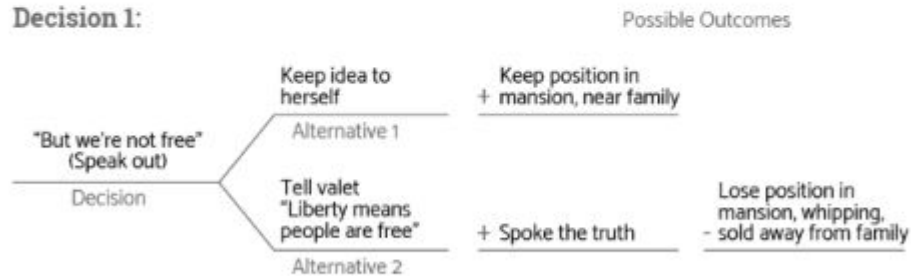 Decision 1:
Possible Outcomes
"But we're not free"
(Speak out)
Decision
Keep idea to
herself
Alternative 1
Keep position in
+ mansion, near family
Tell valet
"Liberty means
people are free"
Alternative 2
+ Spoke the truth
Lose position in
mansion, whipping,
- sold away from family